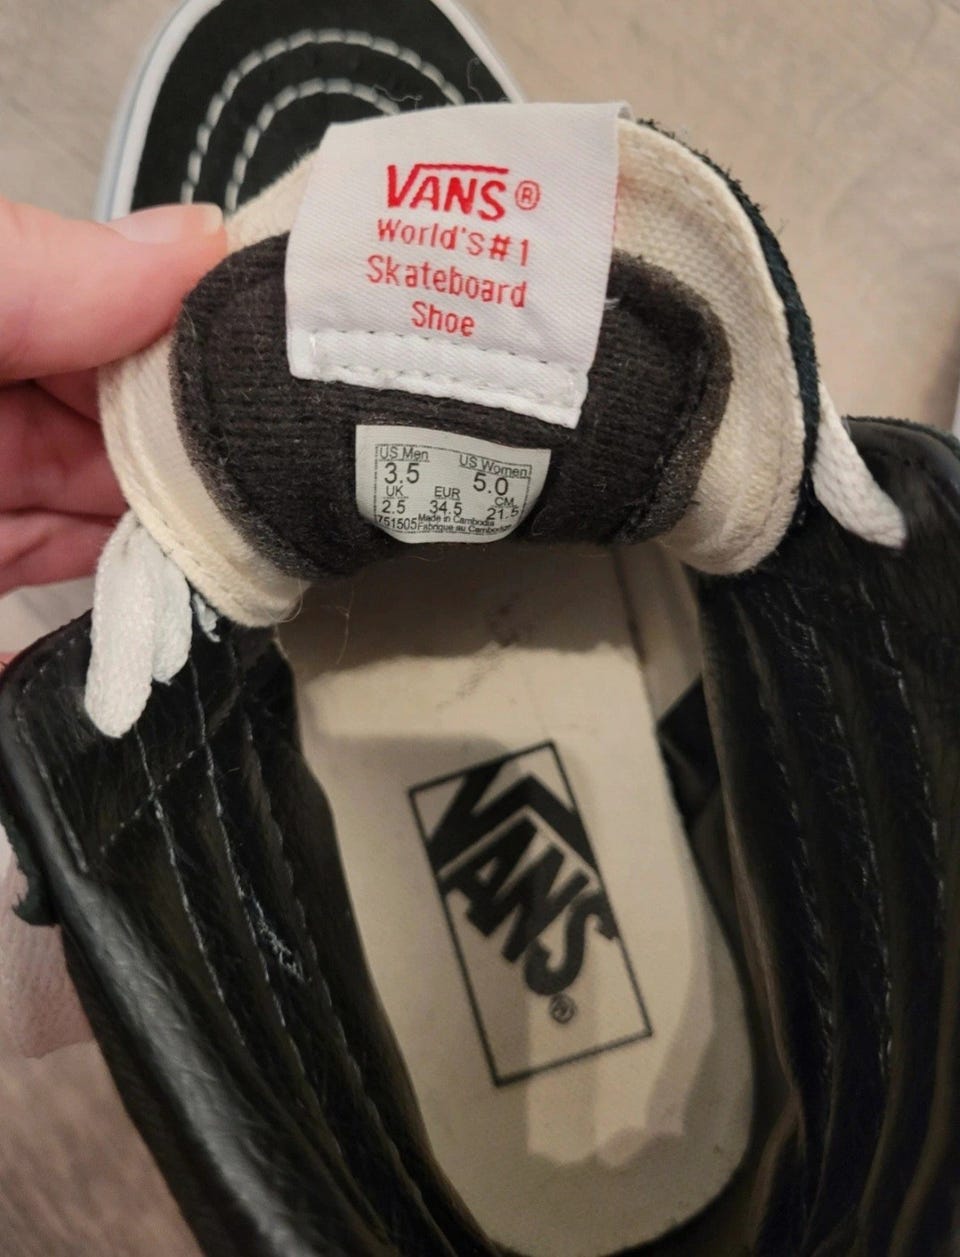 VANS®
World's #1
Skateboard
Shoe
US Men US Women
3.5 5.0
UK EUR CM
2.5 34.5 21.5
751505 Made in Cambodia
Fabrique au Cambodge
VANS®